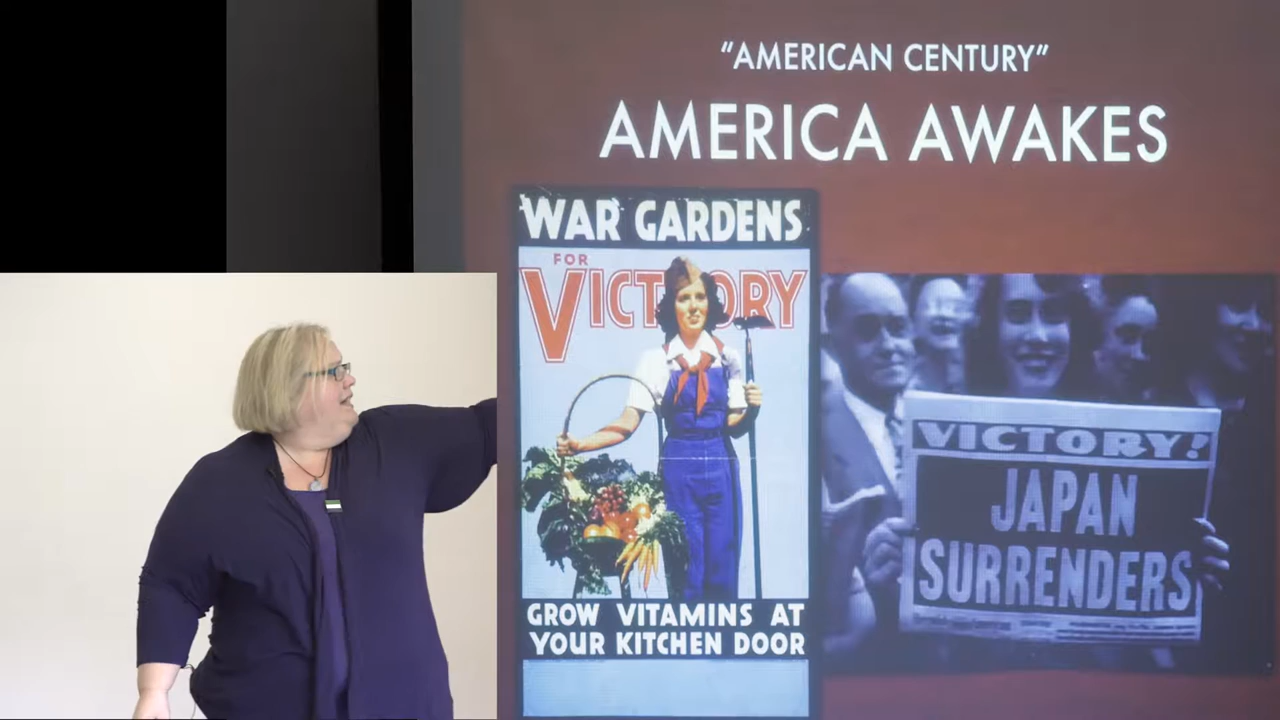 "AMERICAN CENTURY"
AMERICA AWAKES
WAR GARDENS
FOR
VICTORY
GROW VITAMINS AT
YOUR KITCHEN DOOR
VICTORY!
JAPAN
SURRENDERS